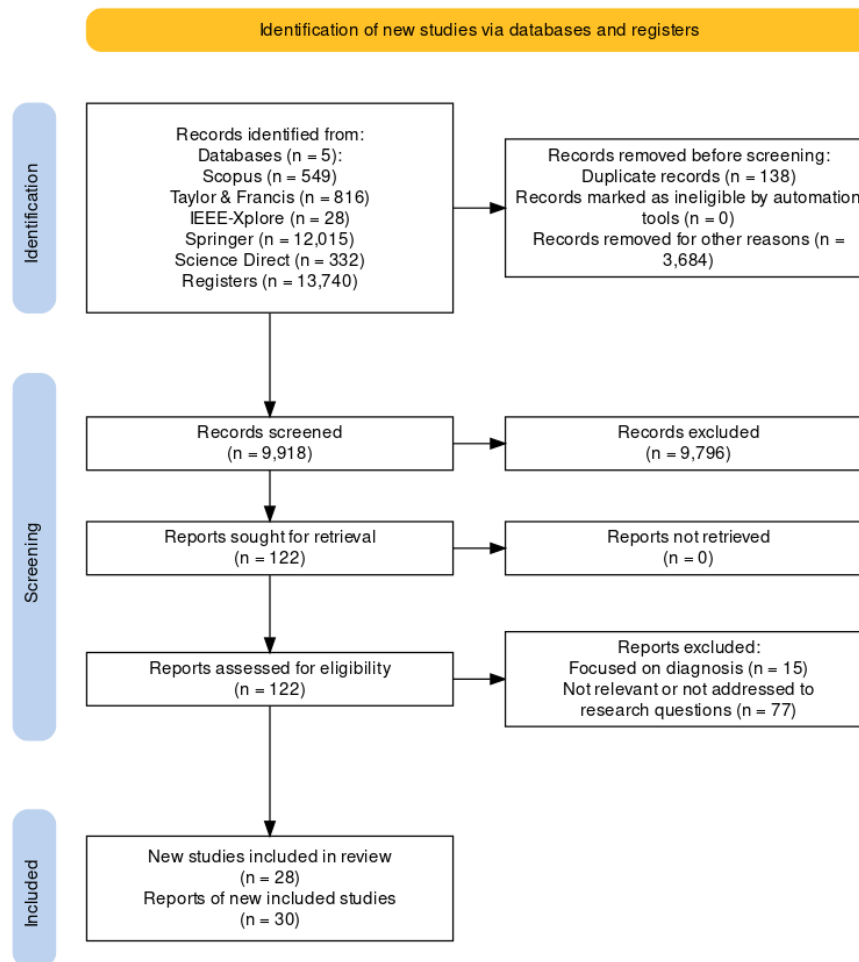 Identification of new studies via databases and registers
Identification
Records identified from:
Databases (n = 5):
Scopus (n = 549)
Taylor & Francis (n = 816)
IEEE-Xplore (n = 28)
Springer (n = 12,015)
Science Direct (n = 332)
Registers (n = 13,740)
Records removed before screening:
Duplicate records (n = 138)
Records marked as ineligible by automation
tools (n = 0)
Records removed for other reasons (n =
3,684)
Screening
Records screened
(n = 9,918)
Records excluded
(n = 9,796)
Reports sought for retrieval
(n = 122)
Reports not retrieved
(n = 0)
Reports assessed for eligibility
(n = 122)
Reports excluded:
Focused on diagnosis (n = 15)
Not relevant or not addressed to
research questions (n = 77)
Included
New studies included in review
(n = 28)
Reports of new included studies
(n = 30)